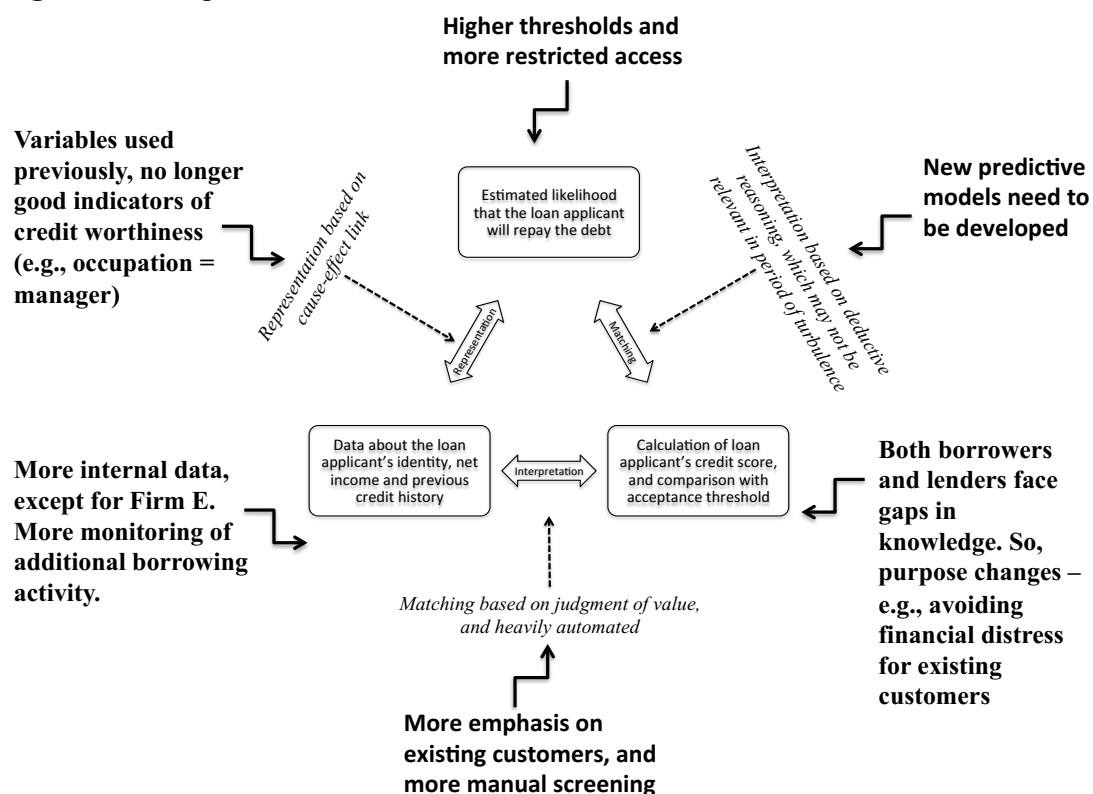 Higher thresholds and
more restricted access
Variables used
previously, no longer
good indicators of
credit worthiness
(e.g., occupation =
manager)
Representation based on
cause-effect link
Estimated likelihood
that the loan applicant
will repay the debt
Interpretation based on deductive
reasoning, which may not be
relevant in period of turbulence
New predictive
models need to
be developed
Representation
Matching
More internal data,
except for Firm E.
More monitoring of
additional borrowing
activity.
Data about the loan
applicant's identity, net
income and previous
credit history
Interpretation
Calculation of loan
applicant's credit score,
and comparison with
acceptance threshold
Both borrowers
and lenders face
gaps in
knowledge. So,
purpose changes –
e.g., avoiding
financial distress
for existing
customers
Matching based on judgment of value,
and heavily automated
More emphasis on
existing customers, and
more manual screening